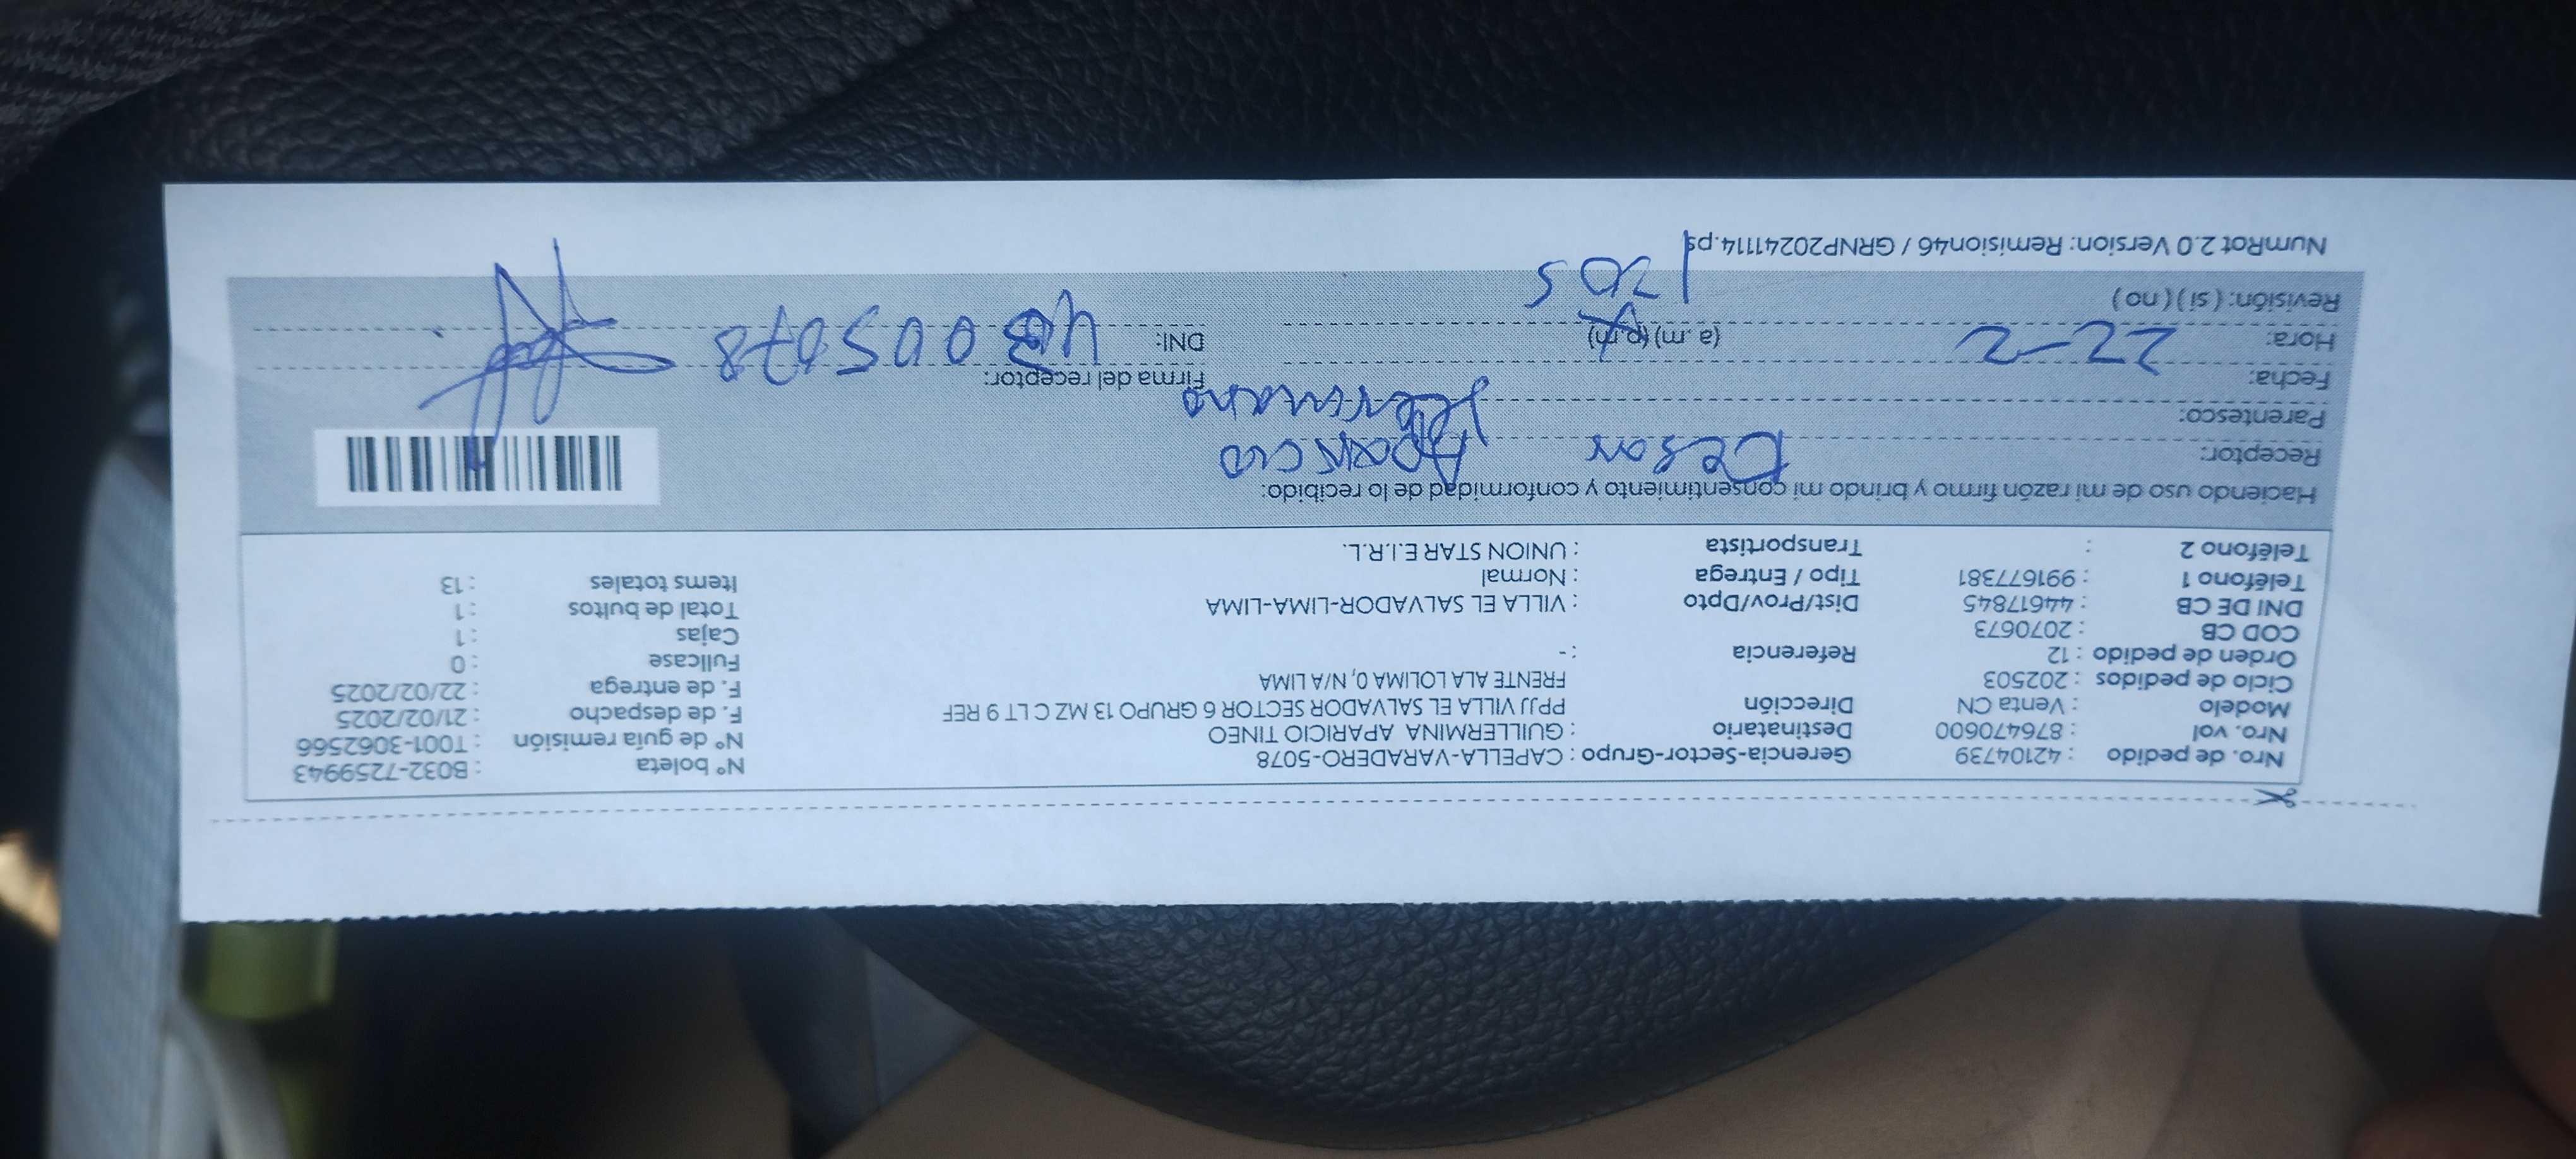 Nro. de pedido : 42104739 Gerencia-Sector-Grupo : CAPELLA-VARADERO-5078 N° boleta : B032-7259943
Nro. vol : 876470600 Destinatario : GUILLERMINA APARICIO TINEO N° de guía remisión : T001-3062566
Modelo : Venta CN Dirección PPJJ VILLA EL SALVADOR SECTOR 6 GRUPO 13 MZ C LT 9 REF F. de despacho : 21/02/2025
Ciclo de pedidos : 202503 FRENTE ALA LOLIMA 0, N/A LIMA F. de entrega : 22/02/2025
Orden de pedido : 12 Referencia : - Fullcase : 0
COD CB : 2070673 Cajas : 1
DNI DE CB : 44617845 Dist/Prov/Dpto : VILLA EL SALVADOR-LIMA-LIMA Total de bultos : 1
Teléfono 1 : 991677381 Tipo / Entrega : Normal Items totales : 13
Teléfono 2 : Transportista : UNION STAR E.I.R.L.
Haciendo uso de mi razón firmo y brindo mi consentimiento y conformidad de lo recibido:
Receptor: Cesar Aparicio
Parentesco: Hermano
Fecha: 22-2 Firma del receptor:
Hora: (a.m) (p.m) 1205 DNI:
Revisión: (si) (no)
NumRot 2.0 Version: Remision46 / GRNP20241114.ps